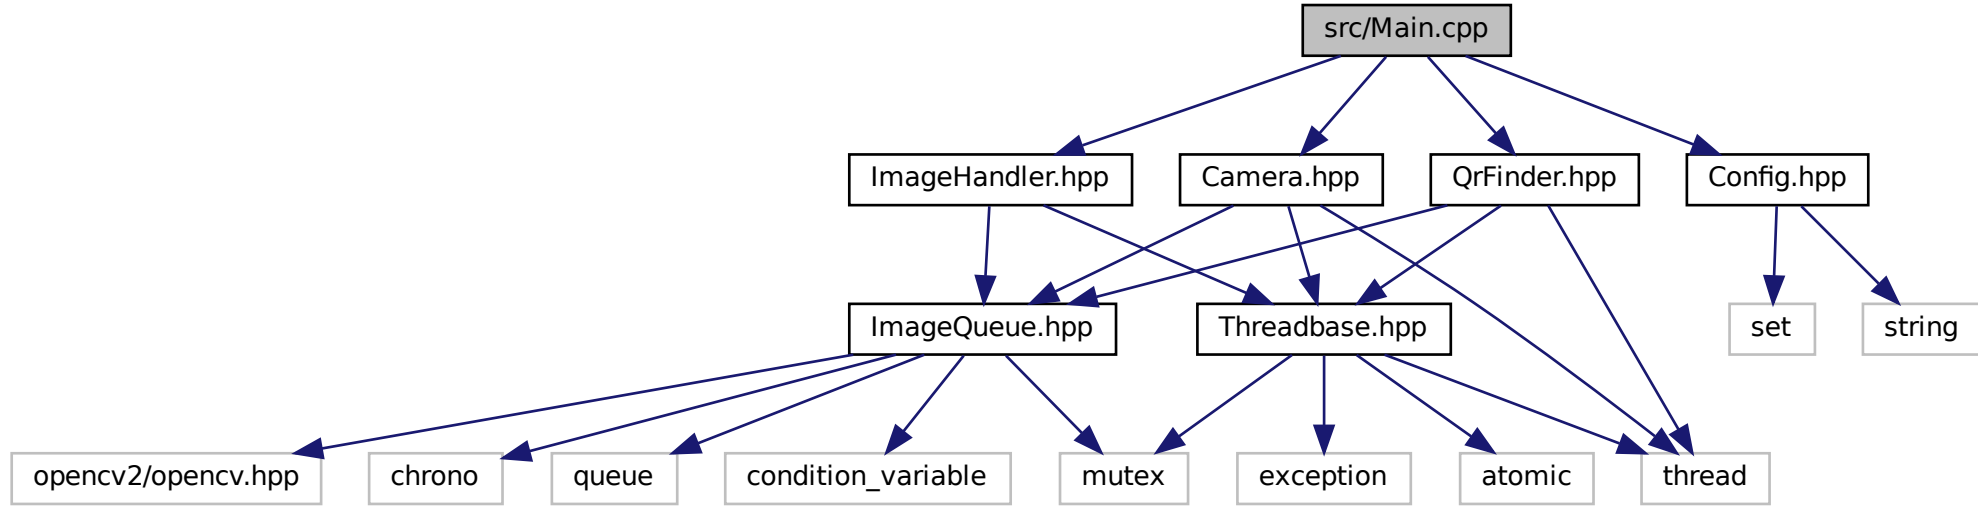 src/Main.cpp
ImageHandler.hpp
Camera.hpp
QrFinder.hpp
Config.hpp
ImageQueue.hpp
Threadbase.hpp
set
string
opencv2/opencv.hpp
chrono
queue
condition_variable
mutex
exception
atomic
thread